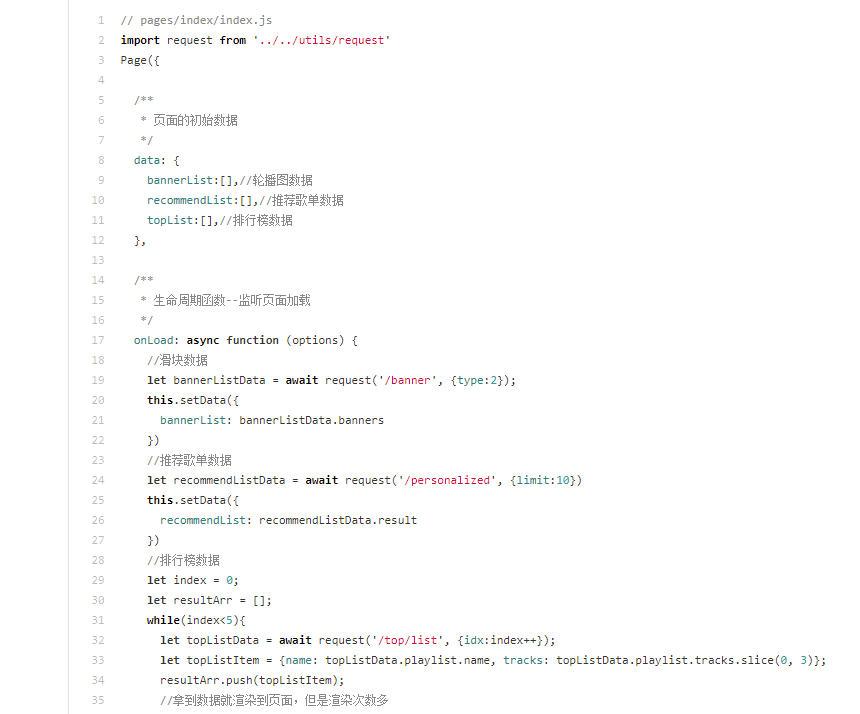 1 // pages/index/index.js
2 import request from '../../utils/request'
3 Page({
4
5 /**
6 * 页面的初始数据
7 */
8 data: {
9 bannerList:[],//轮播图数据
10 recommendList:[],//推荐歌单数据
11 topList:[],//排行榜数据
12 },
13
14 /**
15 * 生命周期函数--监听页面加载
16 */
17 onLoad: async function (options) {
18 //滑块数据
19 let bannerListData = await request('/banner', {type:2});
20 this.setData({
21 bannerList: bannerListData.banners
22 })
23 //推荐歌单数据
24 let recommendListData = await request('/personalized', {limit:10})
25 this.setData({
26 recommendList: recommendListData.result
27 })
28 //排行榜数据
29 let index = 0;
30 let resultArr = [];
31 while(index<5){
32 let topListData = await request('/top/list', {idx:index++});
33 let topListItem = {name: topListData.playlist.name, tracks: topListData.playlist.tracks.slice(0, 3)};
34 resultArr.push(topListItem);
35 //拿到数据就渲染到页面，但是渲染次数多